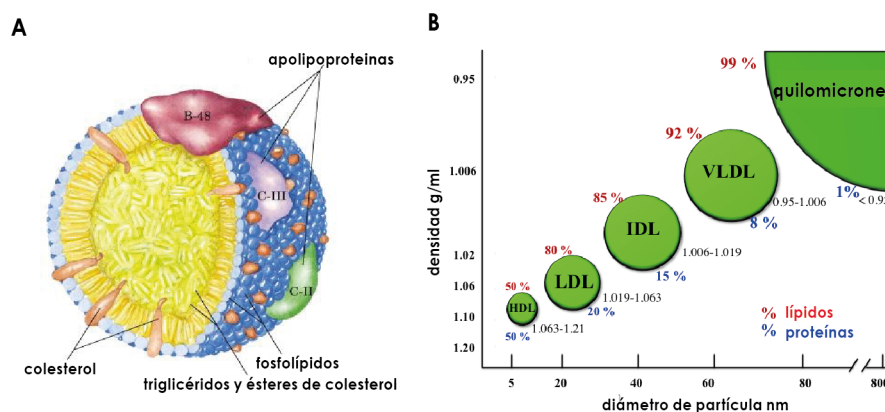 A
apolipoproteinas
B-48
C-III
C-II
colesterol
fosfolípidos
triglicéridos y ésteres de colesterol
B
densidad g/ml
0.95
1.006
1.02
1.06
1.10
1.20
99 %
quilomicrone
1%
< 0.95
92 %
VLDL
0.95-1.006
8 %
85 %
IDL
1.006-1.019
15 %
80 %
LDL
1.019-1.063
20 %
50 %
HDL
1.063-1.21
50 %
% lípidos
% proteínas
5 20 40 60 80 800
diámetro de partícula nm